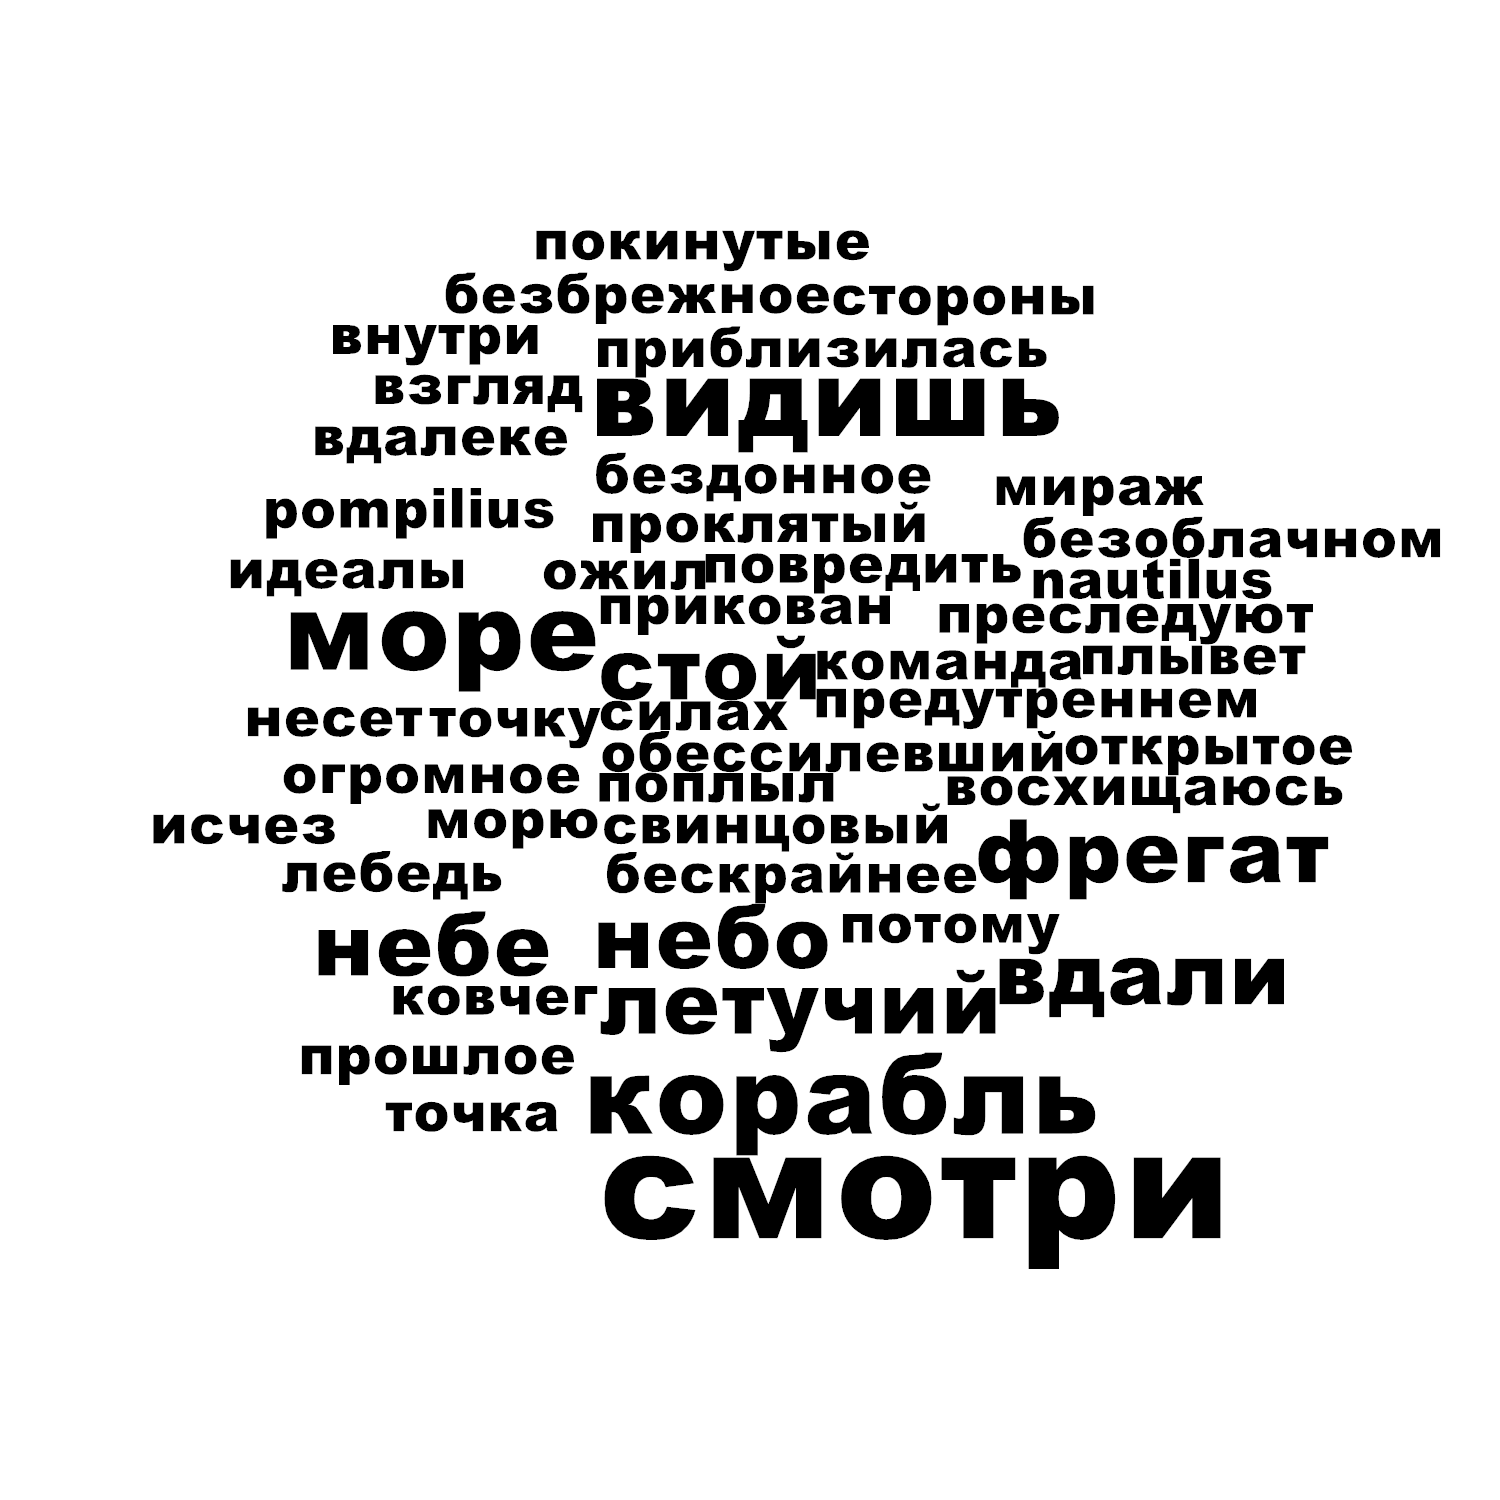 покинутые
безбрежноестороны
внутри
приблизилась
взгляд
видишь
вдалеке
бездонное
мираж
pompilius
проклятый
безоблачном
идеалы
ожил
повредить
nautilus
прикован
преследуют
море
стой
команда
плывет
несет
точку
силах
предутреннем
обессилевший
открытое
огромное
поплыл
восхищаюсь
исчез
морю
свинцовый
фрегат
лебедь
бескрайнее
небе
небо
потому
вдали
ковчег
летучий
прошлое
корабль
точка
смотри